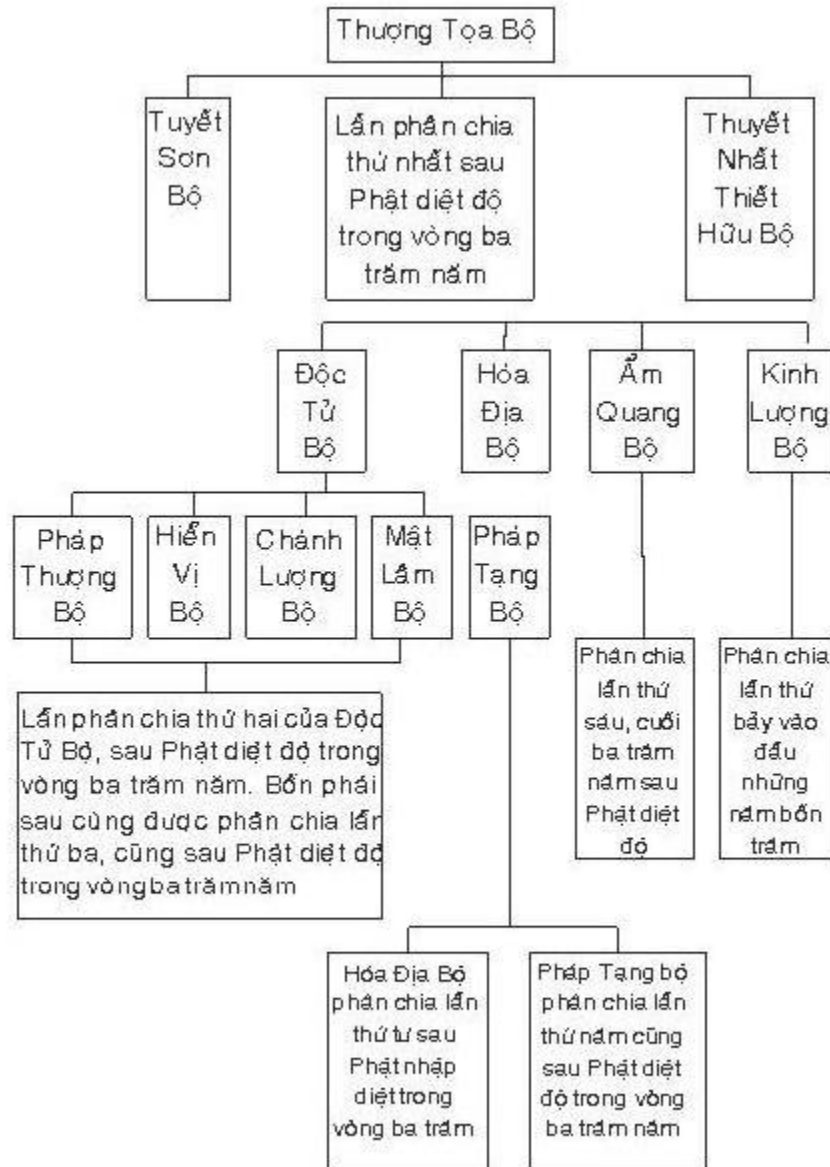 Thượng Tọa Bộ
Tuyết
Sơn
Bộ
Lần phân chia
thứ nhất sau
Phật diệt độ
trong vòng ba
trăm năm
Thuyết
Nhất
Thiết
Hữu Bộ
Độc
Tử
Bộ
Hóa
Địa
Bộ
Ẩm
Quang
Bộ
Kinh
Lượng
Bộ
Pháp
Thượng
Bộ
Hiền
Vị
Bộ
Chánh
Lượng
Bộ
Mật
Lâm
Bộ
Pháp
Tạng
Bộ
Lần phân chia thứ hai của Độc
Tử Bộ, sau Phật diệt độ trong
vòng ba trăm năm. Bốn phái
sau cùng được phân chia lần
thứ ba, cũng sau Phật diệt độ
trong vòng ba trăm năm
Phân chia
lần thứ
sáu, cuối
ba trăm
năm sau
Phật diệt
độ
Phân chia
lần thứ
bảy vào
đầu
những
năm bốn
trăm
Hóa Địa Bộ
phân chia lần
thứ tư sau
Phật nhập
diệt trong
vòng ba trăm
Pháp Tạng bộ
phân chia lần
thứ năm cũng
sau Phật diệt
độ trong vòng
ba trăm năm